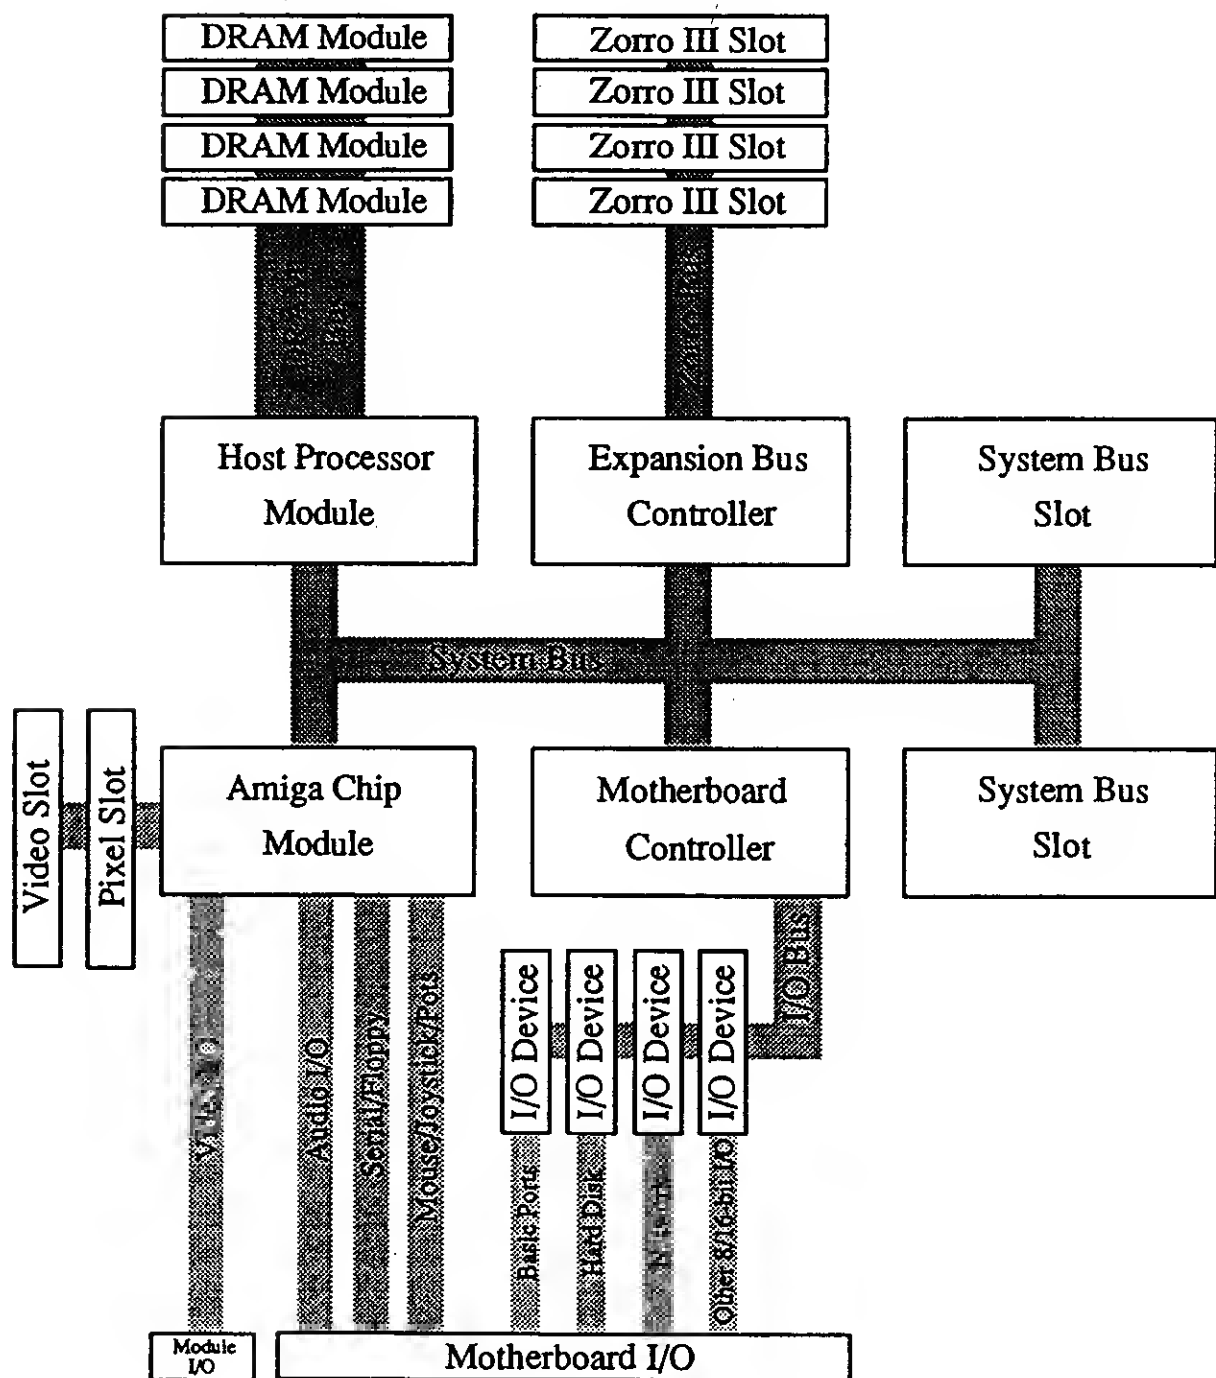 DRAM Module
DRAM Module
DRAM Module
DRAM Module
Zorro III Slot
Zorro III Slot
Zorro III Slot
Zorro III Slot
Host Processor
Module
Expansion Bus
Controller
System Bus
Slot
System Bus
Video Slot
Pixel Slot
Amiga Chip
Module
Motherboard
Controller
System Bus
Slot
I/O Bus
I/O Device
I/O Device
I/O Device
I/O Device
Video I/O
Audio I/O
Serial/Floppy
Mouse/Joystick/Pots
Basic Ports
Hard Disk
Other 8/16-bit I/O
Module
I/O
Motherboard I/O